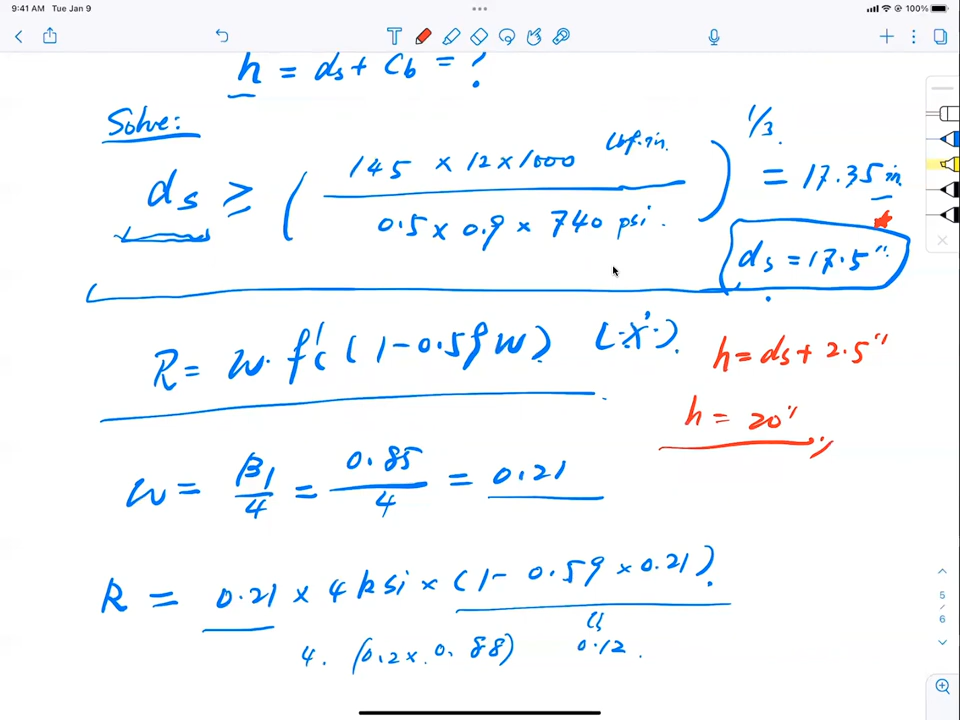 9:41 AM Tue Jan 9
100%
h = ds + Cb = ?
Solve:
ds ≥ ( 145 × 12 × 1000 lbf.in. / 0.5 × 0.9 × 740 psi. ) 1/3. = 17.35 in
ds = 17.5"
R = w. f'c ( 1 - 0.59 w )
h = ds + 2.5"
h = 20"
w = β1/4 = 0.85/4 = 0.21
R = 0.21 × 4 ksi × ( 1 - 0.59 × 0.21 ).
4. (0.2 × 0.88) 0.12.
5
/
6